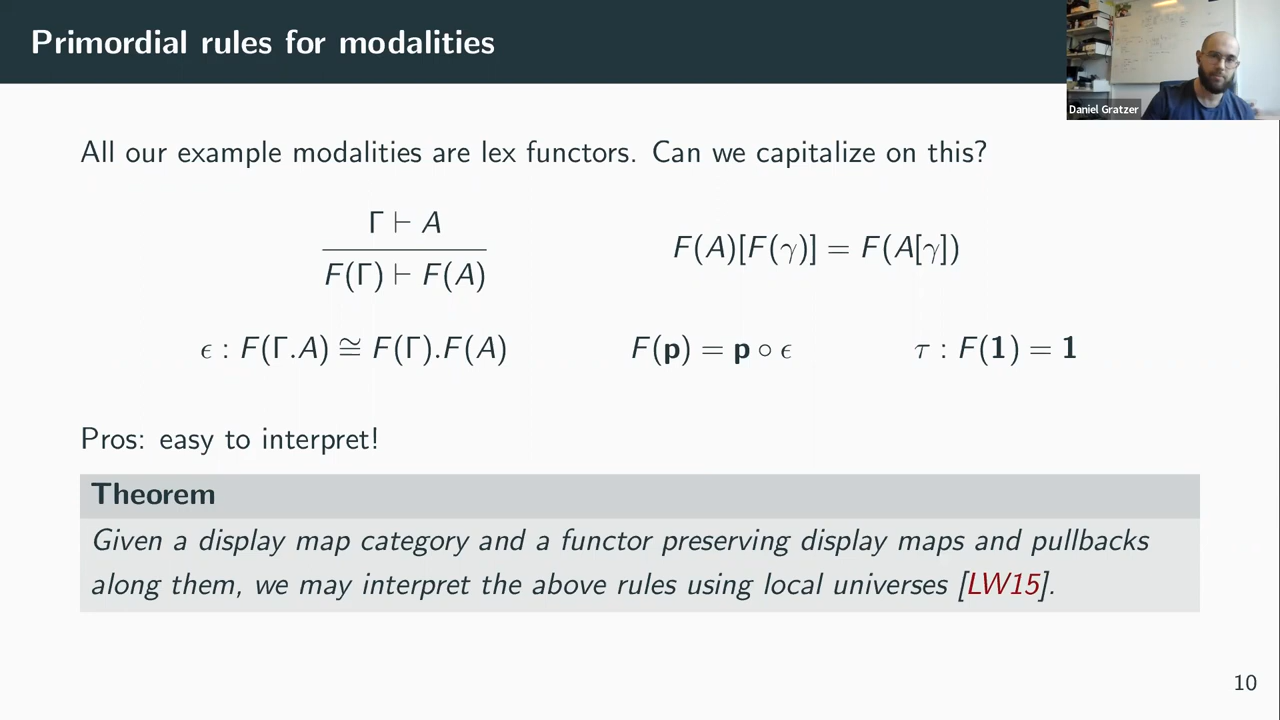 Primordial rules for modalities
Daniel Gratzer
All our example modalities are lex functors. Can we capitalize on this?
Γ ⊢ A
F(Γ) ⊢ F(A)
F(A)[F(γ)] = F(A[γ])
ϵ : F(Γ.A) ≅ F(Γ).F(A)
F(p) = p ∘ ϵ
τ : F(1) = 1
Pros: easy to interpret!
Theorem
Given a display map category and a functor preserving display maps and pullbacks
along them, we may interpret the above rules using local universes [LW15].
10